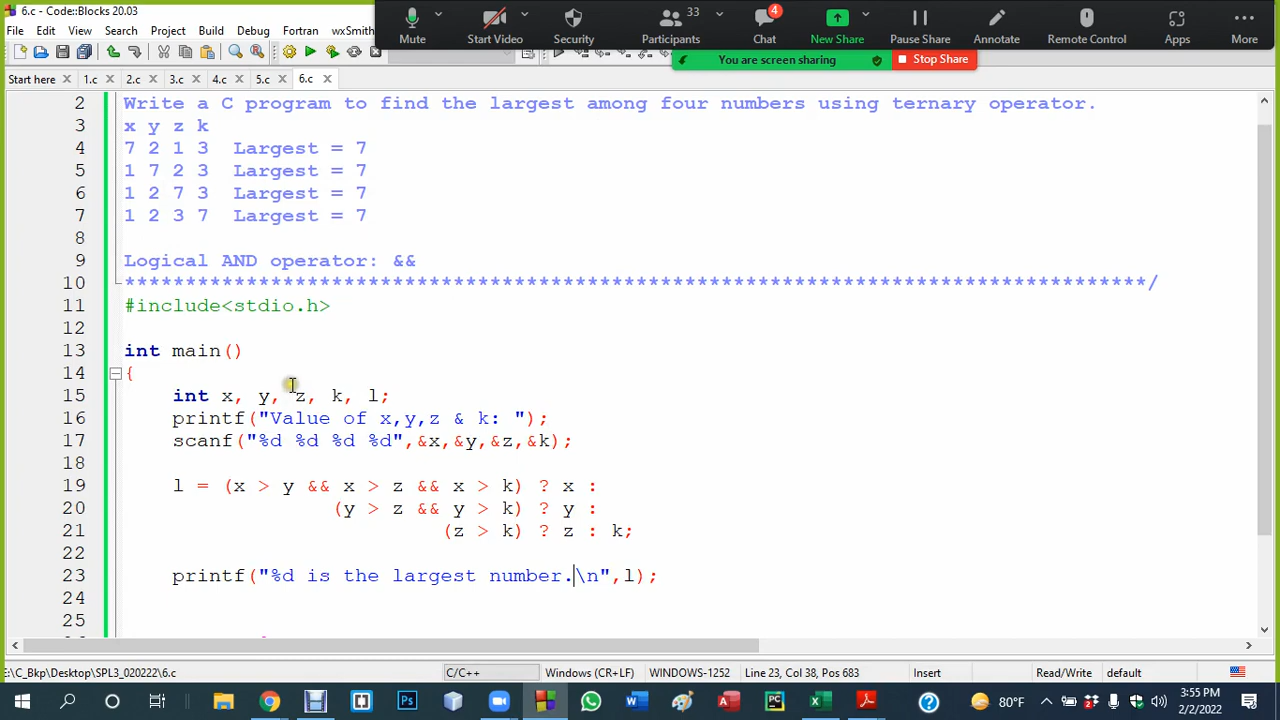 6.c - Code::Blocks 20.03
File Edit View Search Project Build Debug Fortran wxSmith
Mute
Start Video
Security
33
Participants
4
Chat
New Share
Pause Share
Annotate
Remote Control
Apps
More
You are screen sharing
Stop Share
Start here 1.c 2.c 3.c 4.c 5.c 6.c
2 Write a C program to find the largest among four numbers using ternary operator.
3 x y z k
4 7 2 1 3 Largest = 7
5 1 7 2 3 Largest = 7
6 1 2 7 3 Largest = 7
7 1 2 3 7 Largest = 7
8
9 Logical AND operator: &&
10 ************************************************************************************/
11 #include<stdio.h>
12
13 int main()
14 {
15 int x, y, z, k, l;
16 printf("Value of x,y,z & k: ");
17 scanf("%d %d %d %d",&x,&y,&z,&k);
18
19 l = (x > y && x > z && x > k) ? x :
20 (y > z && y > k) ? y :
21 (z > k) ? z : k;
22
23 printf("%d is the largest number.\n",l);
24
25
E:\C_Bkp\Desktop\SPL3_020222\6.c C/C++ Windows (CR+LF) WINDOWS-1252 Line 23, Col 38, Pos 683 Insert Read/Write default
80°F
3:55 PM
2/2/2022